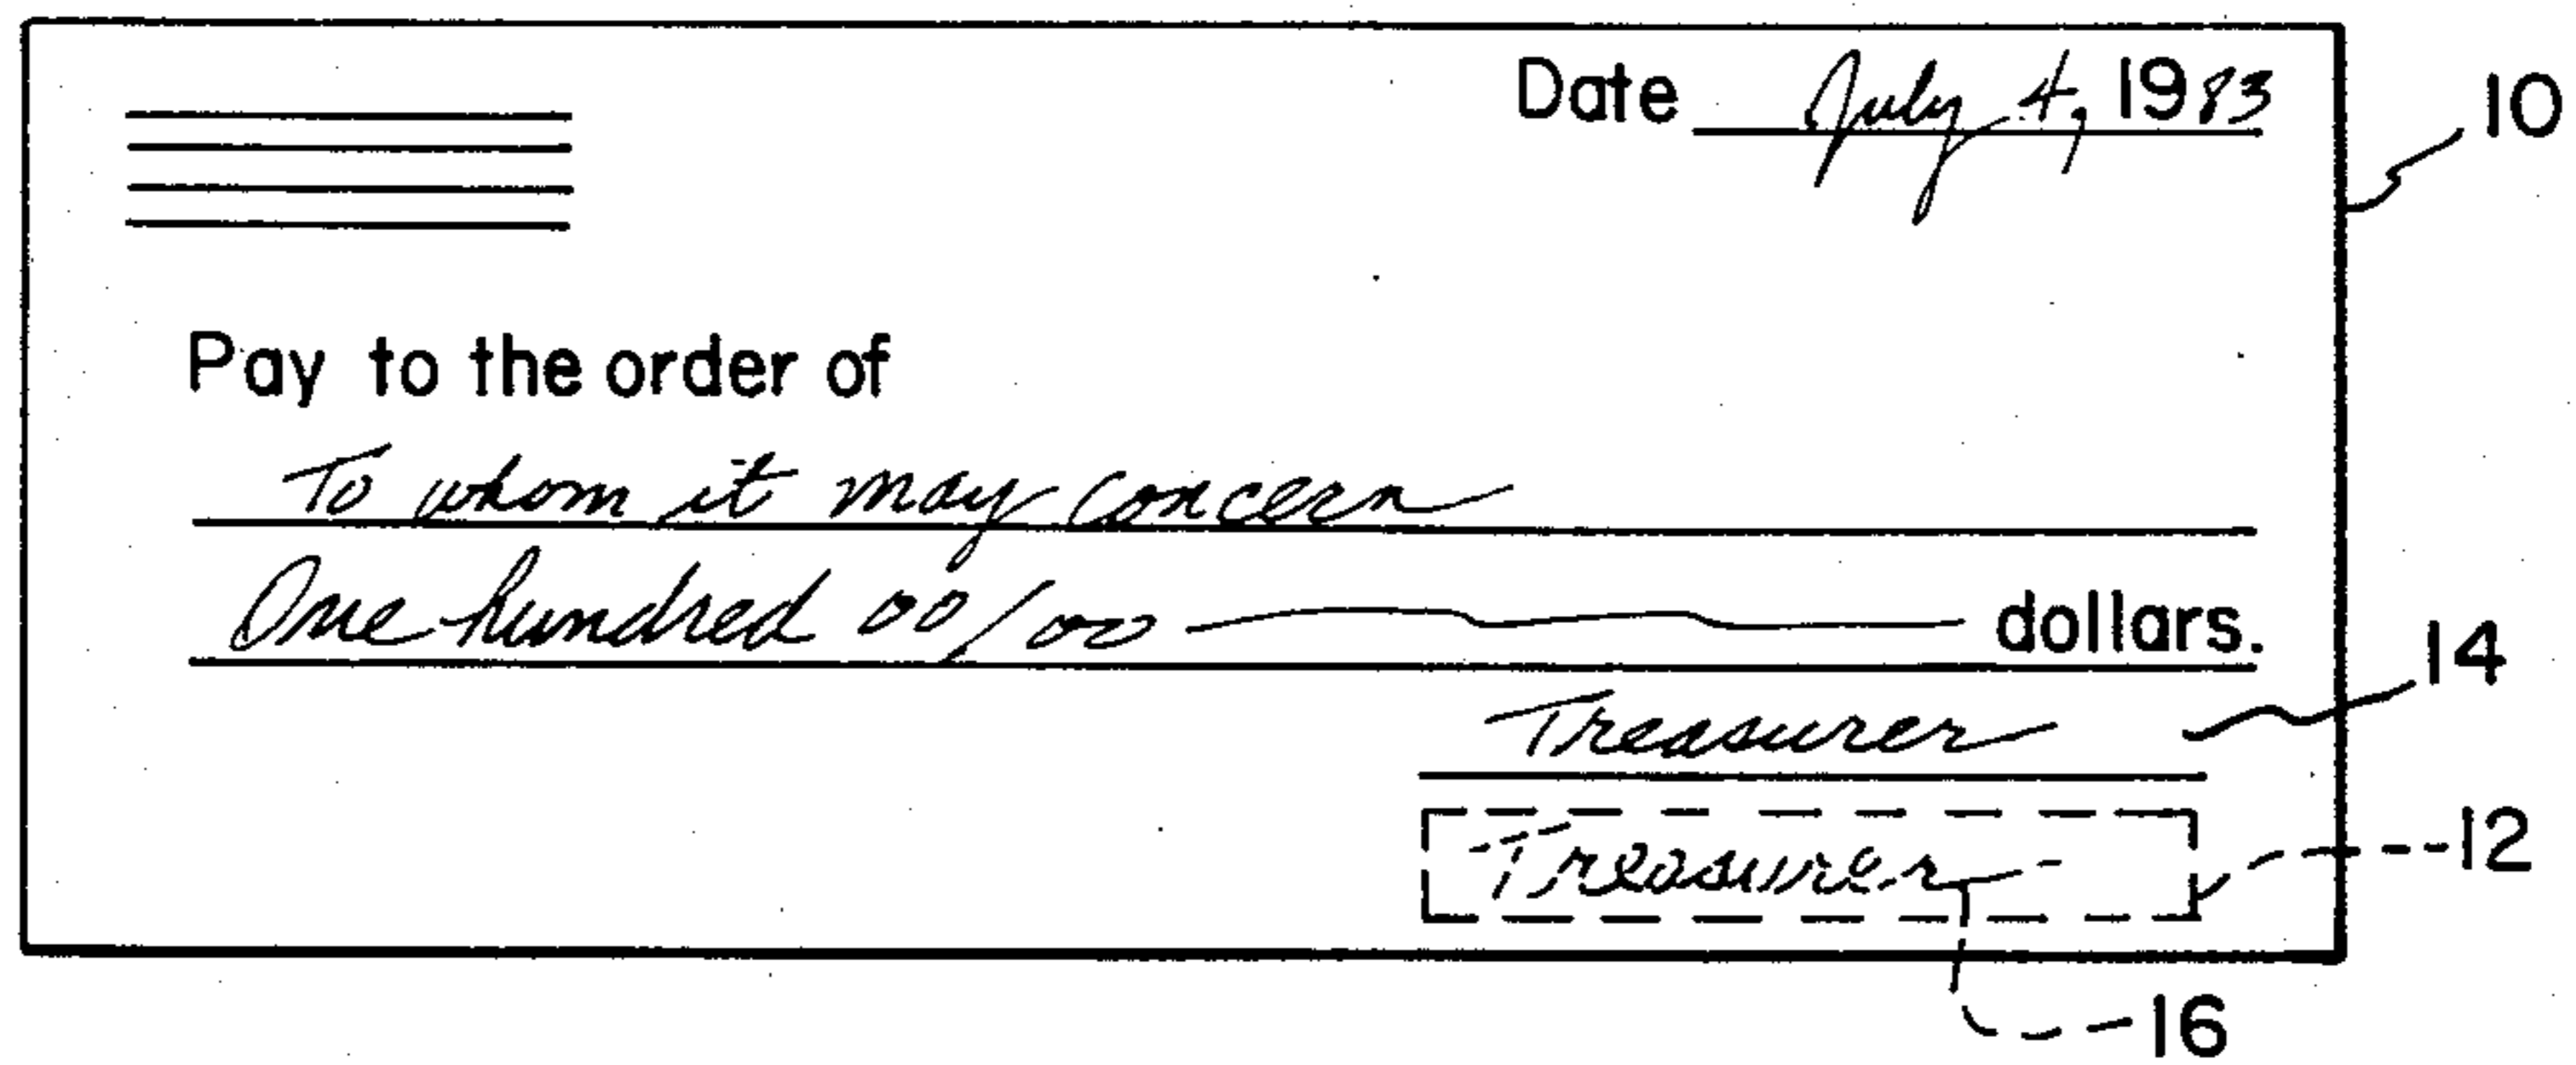 Date July 4, 1983
10
Pay to the order of
To whom it may concern
One hundred 00/00 dollars.
14
Treasurer
Treasurer
12
16